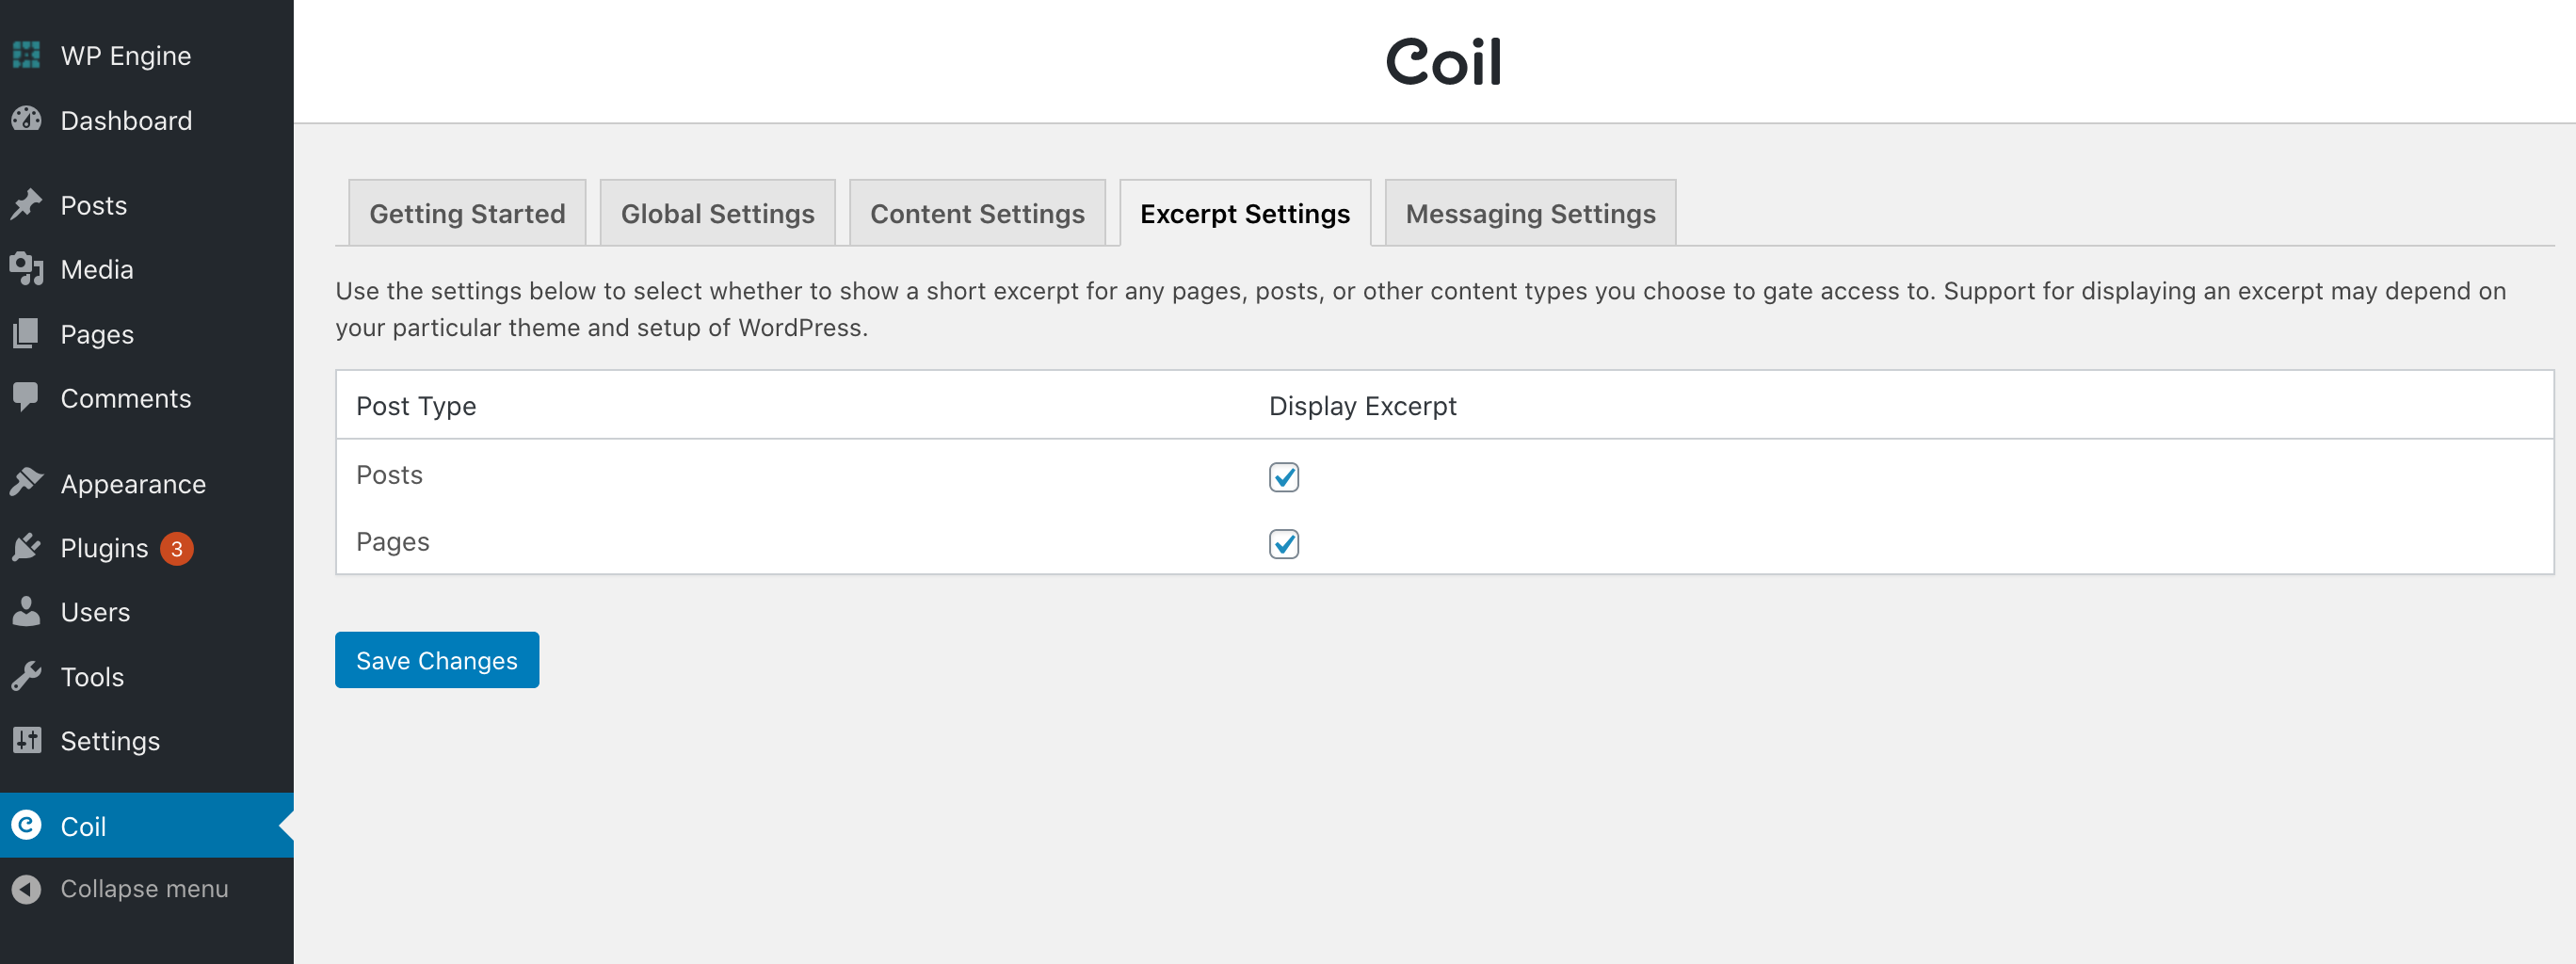 WP Engine
Dashboard
Posts
Media
Pages
Comments
Appearance
Plugins 3
Users
Tools
Settings
Coil
Collapse menu
Coil
Getting Started
Global Settings
Content Settings
Excerpt Settings
Messaging Settings
Use the settings below to select whether to show a short excerpt for any pages, posts, or other content types you choose to gate access to. Support for displaying an excerpt may depend on
your particular theme and setup of WordPress.
Post Type Display Excerpt
Posts
Pages
Save Changes